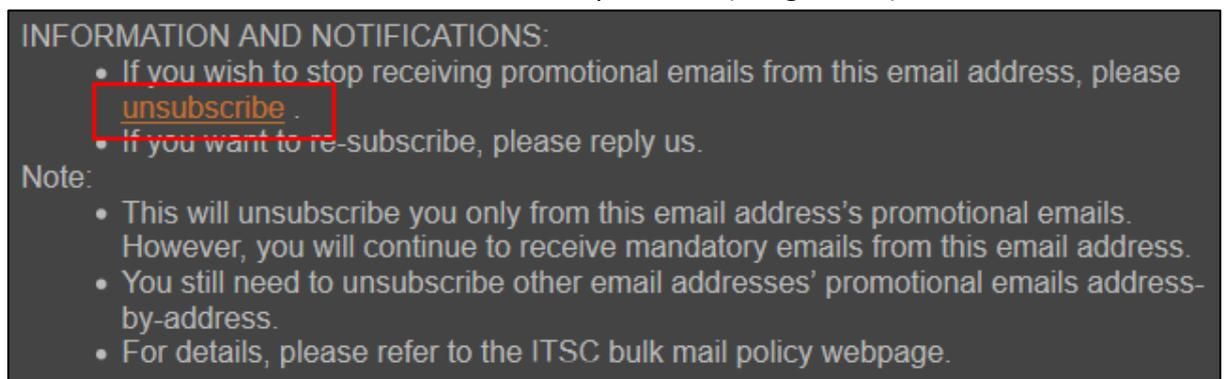 INFORMATION AND NOTIFICATIONS:
• If you wish to stop receiving promotional emails from this email address, please
unsubscribe .
• If you want to re-subscribe, please reply us.
Note:
• This will unsubscribe you only from this email address’s promotional emails.
However, you will continue to receive mandatory emails from this email address.
• You still need to unsubscribe other email addresses’ promotional emails address-
by-address.
• For details, please refer to the ITSC bulk mail policy webpage.